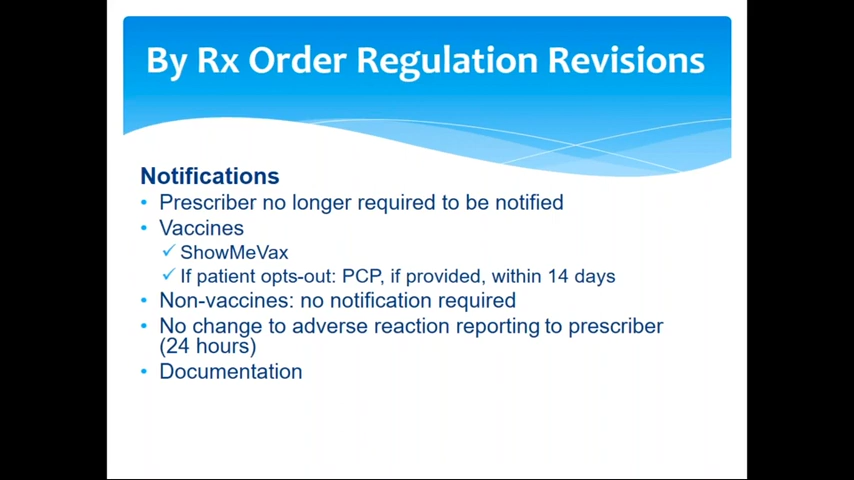 By Rx Order Regulation Revisions
Notifications
• Prescriber no longer required to be notified
• Vaccines
✓ ShowMeVax
✓ If patient opts-out: PCP, if provided, within 14 days
• Non-vaccines: no notification required
• No change to adverse reaction reporting to prescriber
(24 hours)
• Documentation